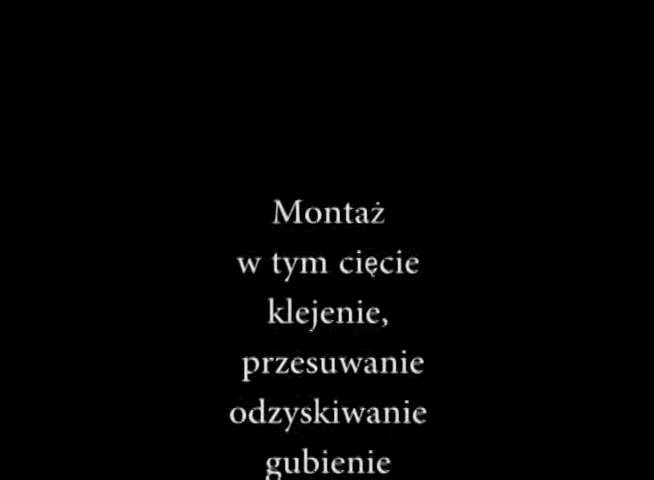 Montaż
w tym cięcie
klejenie,
przesuwanie
odzyskiwanie
gubienie